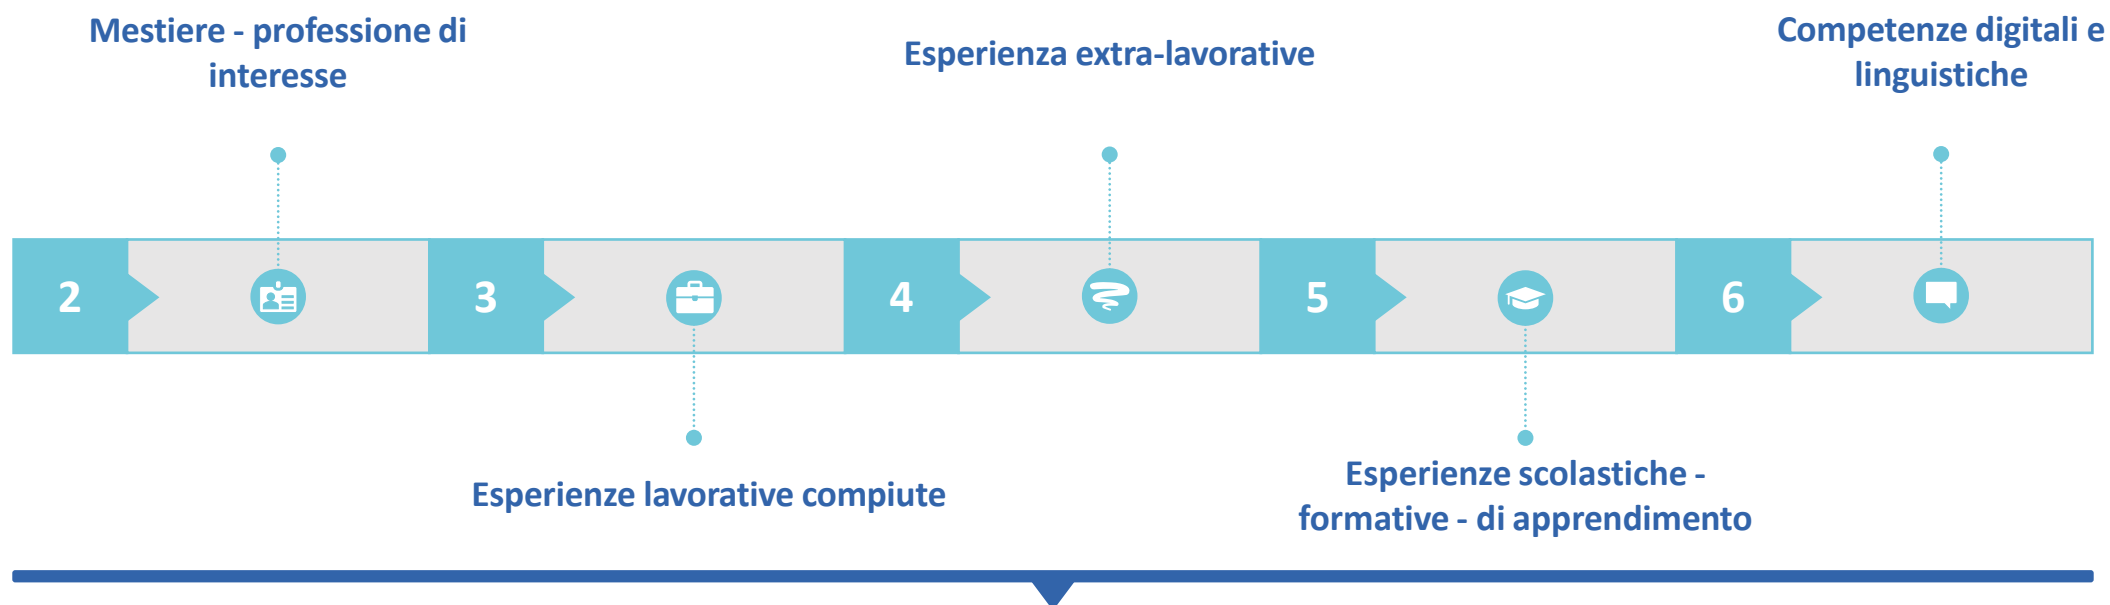 Mestiere - professione di
interesse
Esperienza extra-lavorative
Competenze digitali e
linguistiche
2
3
4
5
6
Esperienze lavorative compiute
Esperienze scolastiche -
formative - di apprendimento